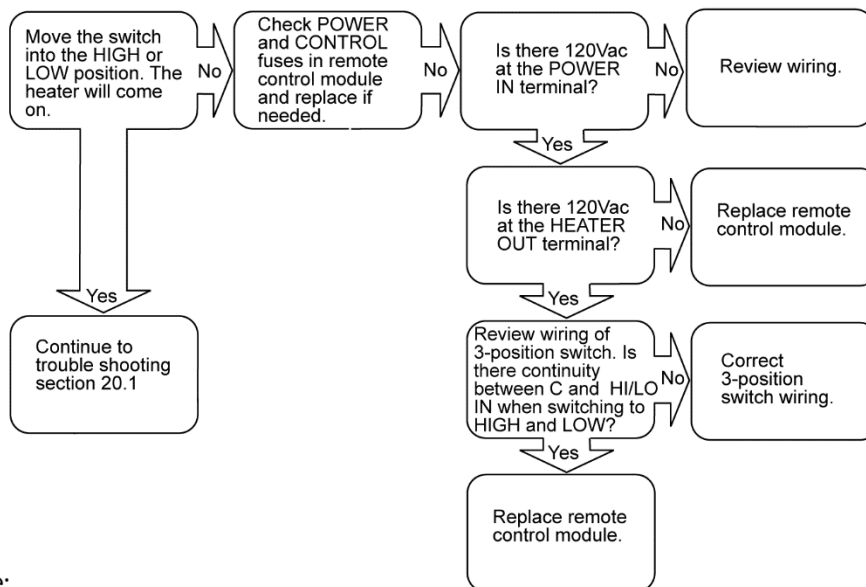 Move the switch
into the HIGH or
LOW position. The
heater will come
on.
No
Check POWER
and CONTROL
fuses in remote
control module
and replace if
needed.
No
Is there 120Vac
at the POWER
IN terminal?
No
Review wiring.
Yes
Is there 120Vac
at the HEATER
OUT terminal?
No
Replace remote
control module.
Yes
Yes
Continue to
trouble shooting
section 20.1
Review wiring of
3-position switch. Is
there continuity
between C and HI/LO
IN when switching to
HIGH and LOW?
No
Correct
3-position
switch wiring.
Yes
Replace remote
control module.